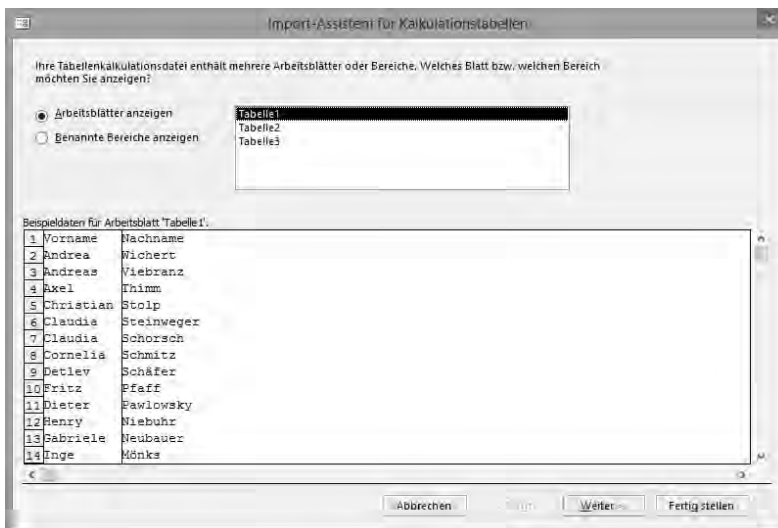 Import-Assistent für Kalkulationstabellen
Ihre Tabellenkalkulationsdatei enthält mehrere Arbeitsblätter oder Bereiche. Welches Blatt bzw. welchen Bereich
möchten Sie anzeigen?
Arbeitsblätter anzeigen
Benannte Bereiche anzeigen
Tabelle1
Tabelle2
Tabelle3
Beispieldaten für Arbeitsblatt 'Tabelle1'.
1 Vorname Nachname
2 Andrea Wichert
3 Andreas Viebranz
4 Axel Thimm
5 Christian Stolp
6 Claudia Steinweger
7 Claudia Schorsch
8 Cornelia Schmitz
9 Detlev Schäfer
10 Fritz Pfaff
11 Dieter Pawlowsky
12 Henry Niebuhr
13 Gabriele Neubauer
14 Inge Mönks
Abbrechen Weiter > Fertig stellen